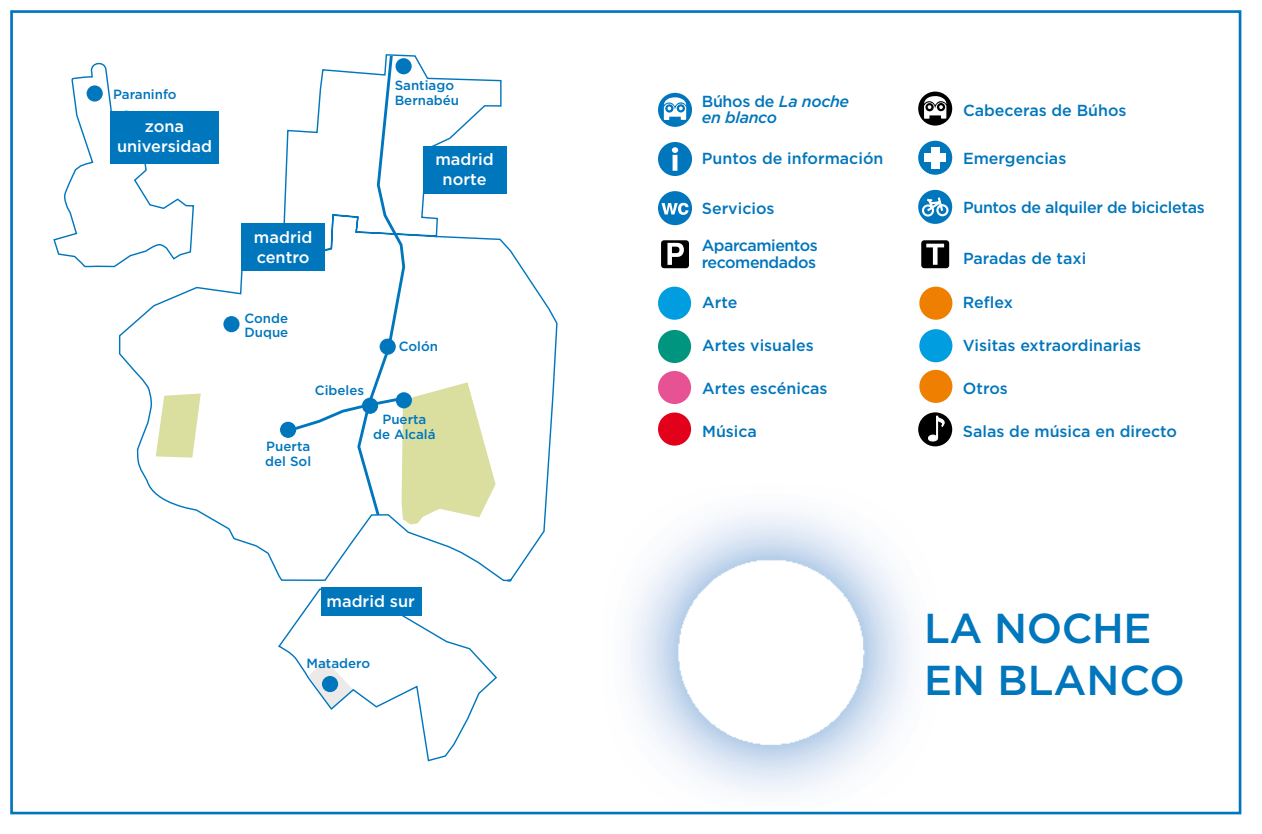 Paraninfo
zona
universidad
Santiago
Bernabéu
madrid
norte
madrid
centro
Conde
Duque
Colón
Cibeles
Puerta
de Alcalá
Puerta
del Sol
madrid sur
Matadero
Búhos de La noche
en blanco
i
Puntos de información
WC
Servicios
P
Aparcamientos
recomendados
Arte
Artes visuales
Artes escénicas
Música
Cabeceras de Búhos
Emergencias
Puntos de alquiler de bicicletas
T
Paradas de taxi
Reflex
Visitas extraordinarias
Otros
Salas de música en directo
LA NOCHE
EN BLANCO